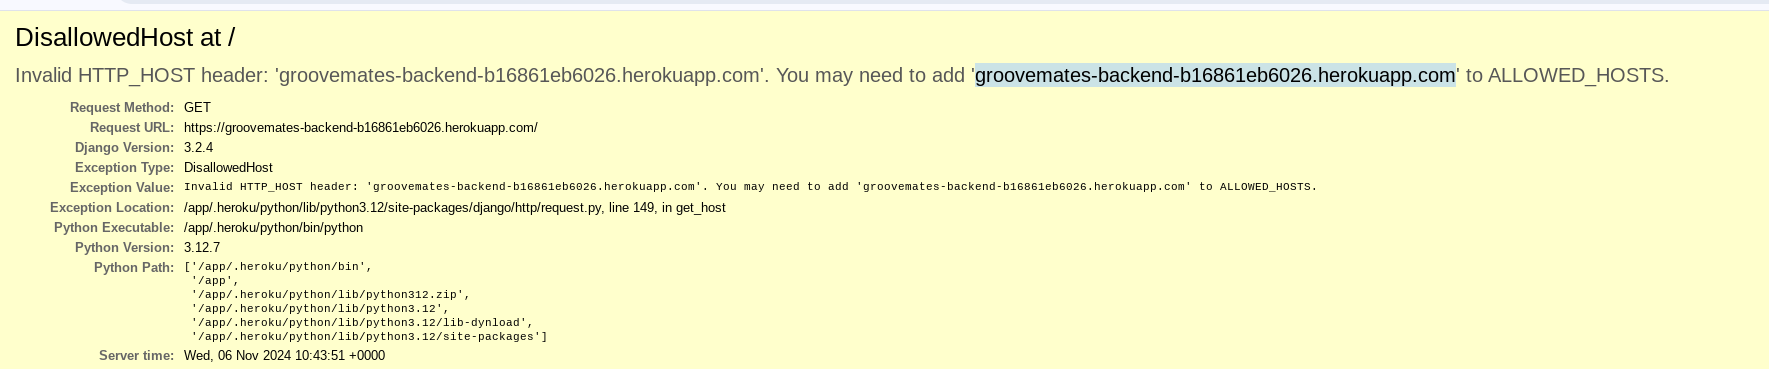 DisallowedHost at /
Invalid HTTP_HOST header: 'groovemates-backend-b16861eb6026.herokuapp.com'. You may need to add 'groovemates-backend-b16861eb6026.herokuapp.com' to ALLOWED_HOSTS.
Request Method: GET
Request URL: https://groovemates-backend-b16861eb6026.herokuapp.com/
Django Version: 3.2.4
Exception Type: DisallowedHost
Exception Value: Invalid HTTP_HOST header: 'groovemates-backend-b16861eb6026.herokuapp.com'. You may need to add 'groovemates-backend-b16861eb6026.herokuapp.com' to ALLOWED_HOSTS.
Exception Location: /app/.heroku/python/lib/python3.12/site-packages/django/http/request.py, line 149, in get_host
Python Executable: /app/.heroku/python/bin/python
Python Version: 3.12.7
Python Path: ['/app/.heroku/python/bin',
'/app',
'/app/.heroku/python/lib/python312.zip',
'/app/.heroku/python/lib/python3.12',
'/app/.heroku/python/lib/python3.12/lib-dynload',
'/app/.heroku/python/lib/python3.12/site-packages']
Server time: Wed, 06 Nov 2024 10:43:51 +0000